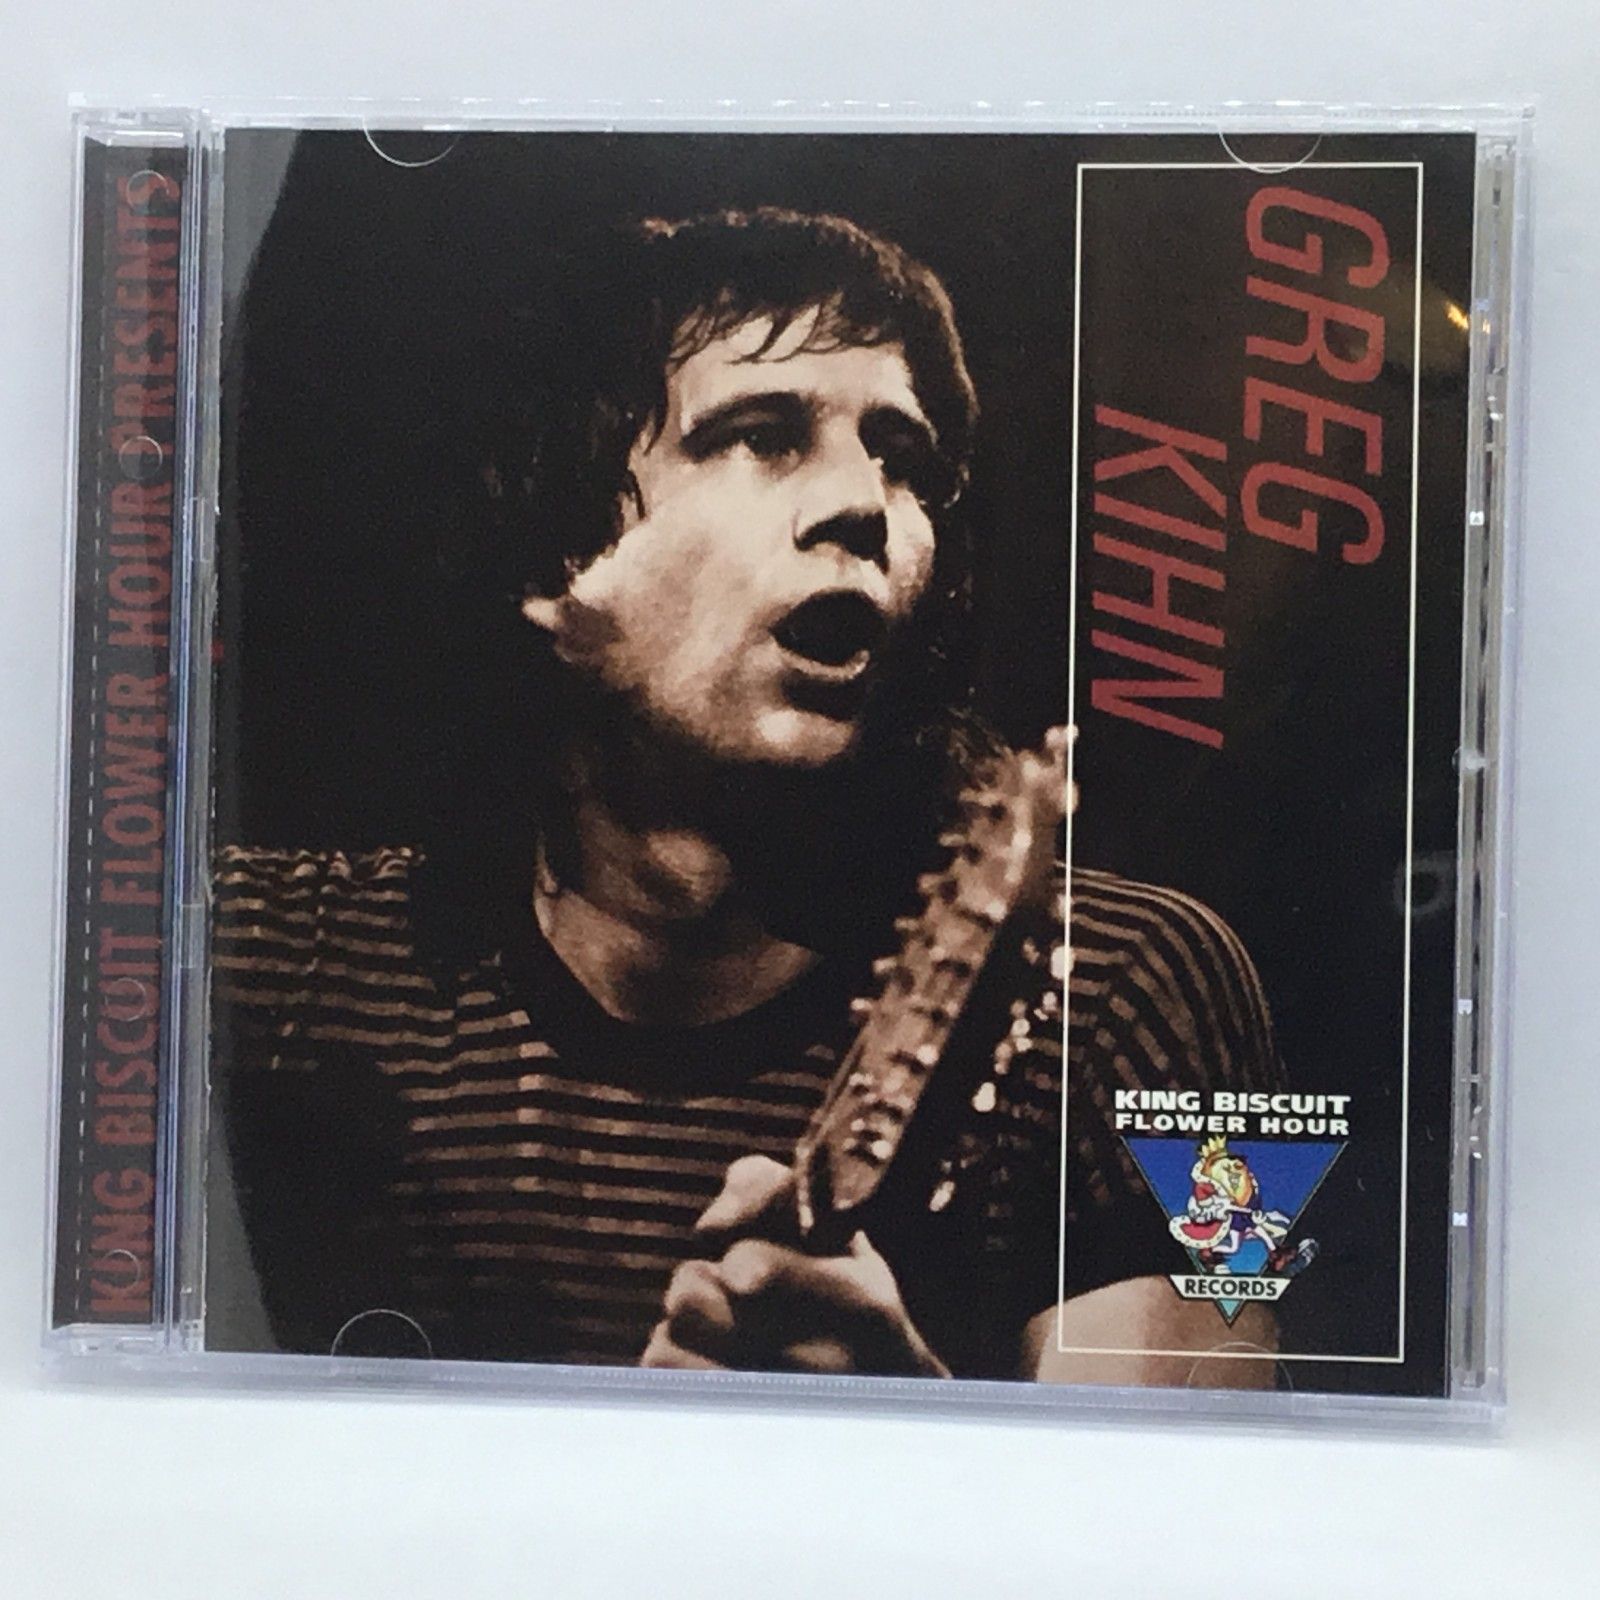 KING BISCUIT FLOWER HOUR PRESENTS
GREG
KIHN
KING BISCUIT
FLOWER HOUR
RECORDS